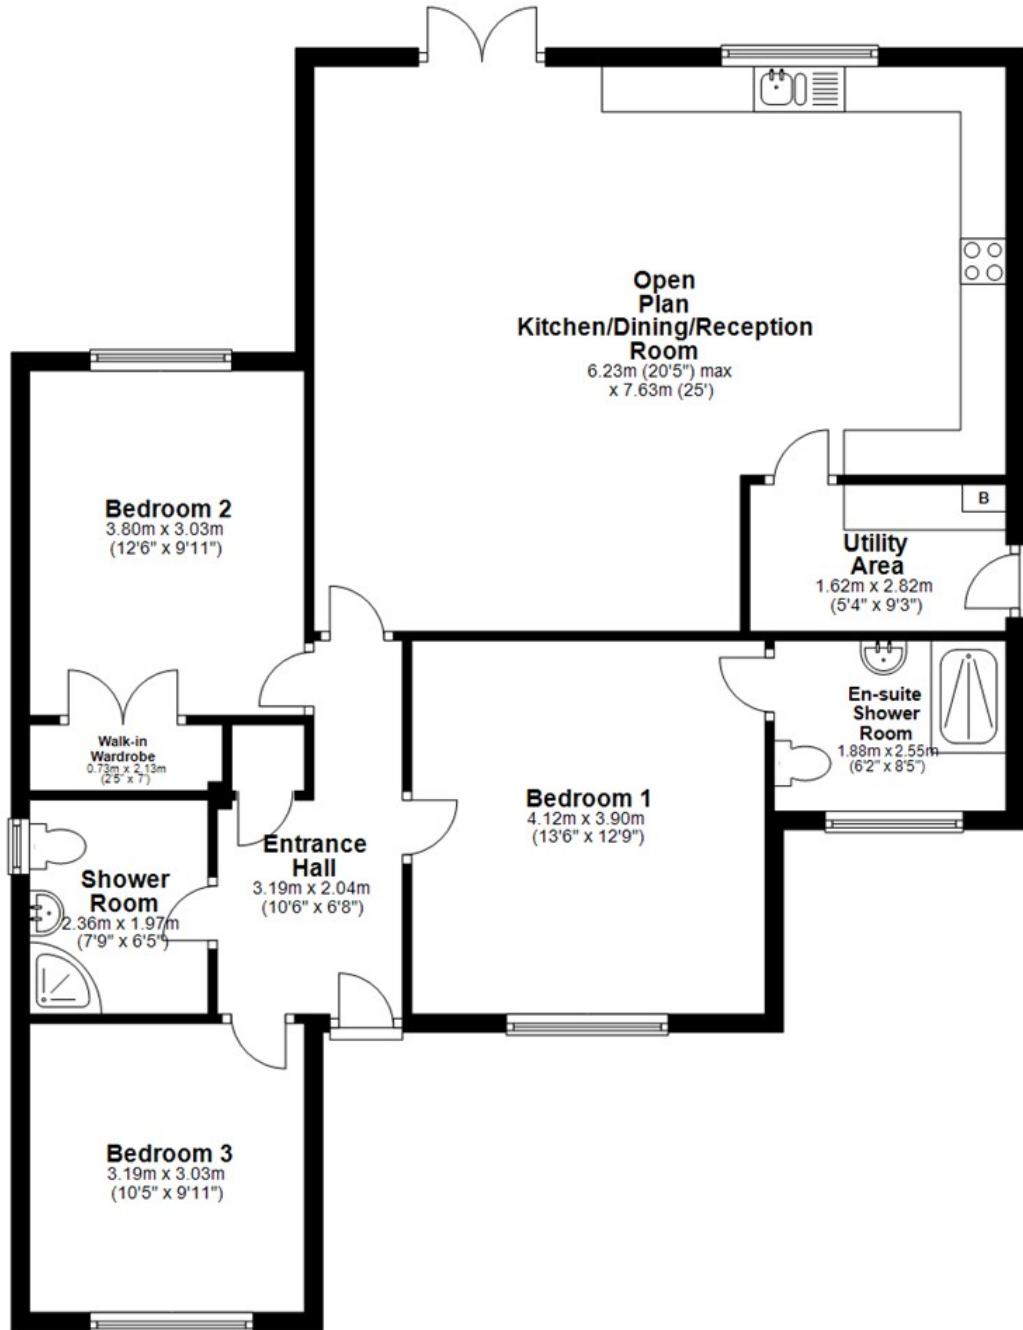 Open
Plan
Kitchen/Dining/Reception
Room
6.23m (20'5") max
x 7.63m (25')
Bedroom 2
3.80m x 3.03m
(12'6" x 9'11")
B
Utility
Area
1.62m x 2.82m
(5'4" x 9'3")
En-suite
Shower
Room
1.88m x 2.55m
(6'2" x 8'5")
Walk-in
Wardrobe
0.73m x 2.13m
(2'5" x 7')
Bedroom 1
4.12m x 3.90m
(13'6" x 12'9")
Entrance
Hall
3.19m x 2.04m
(10'6" x 6'8")
Shower
Room
2.36m x 1.97m
(7'9" x 6'5")
Bedroom 3
3.19m x 3.03m
(10'5" x 9'11")